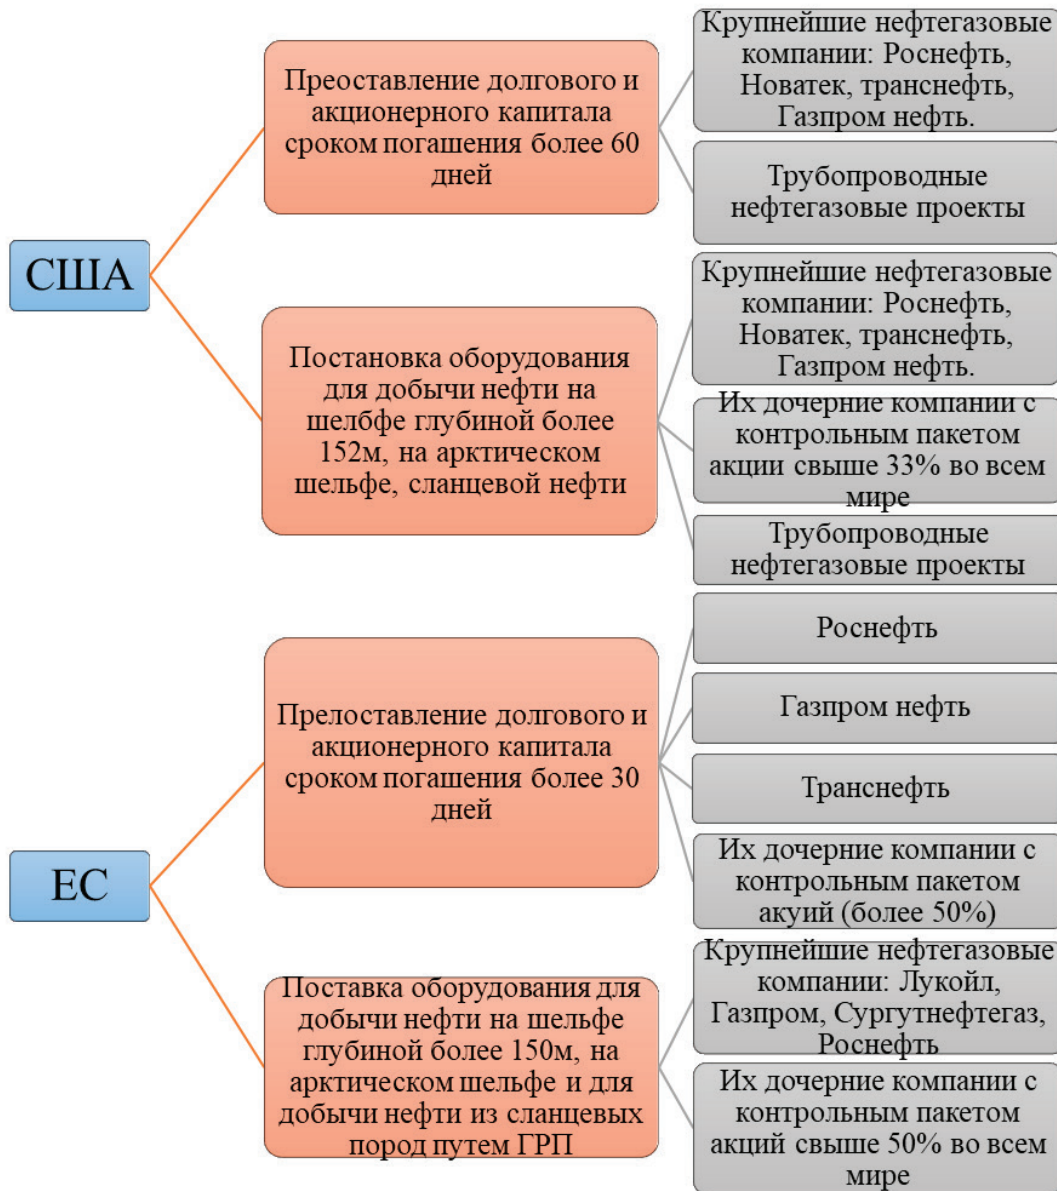 США
Преоставление долгового и
акционерного капитала
сроком погашения более 60
дней
Крупнейшие нефтегазовые
компании: Роснефть,
Новатек, транснефть,
Газпром нефть.
Трубопроводные
нефтегазовые проекты
Постановка оборудования
для добычи нефти на
шелбфе глубиной более
152м, на арктическом
шельфе, сланцевой нефти
Крупнейшие нефтегазовые
компании: Роснефть,
Новатек, транснефть,
Газпром нефть.
Их дочерние компании с
контрольным пакетом
акции свыше 33% во всем
мире
Трубопроводные
нефтегазовые проекты
ЕС
Прелоставление долгового и
акционерного капитала
сроком погашения более 30
дней
Роснефть
Газпром нефть
Транснефть
Их дочерние компании с
контрольным пакетом
акуий (более 50%)
Поставка оборудования для
добычи нефти на шельфе
глубиной более 150м, на
арктическом шельфе и для
добычи нефти из сланцевых
пород путем ГРП
Крупнейшие нефтегазовые
компании: Лукойл,
Газпром, Сургутнефтегаз,
Роснефть
Их дочерние компании с
контрольным пакетом
акций свыше 50% во всем
мире